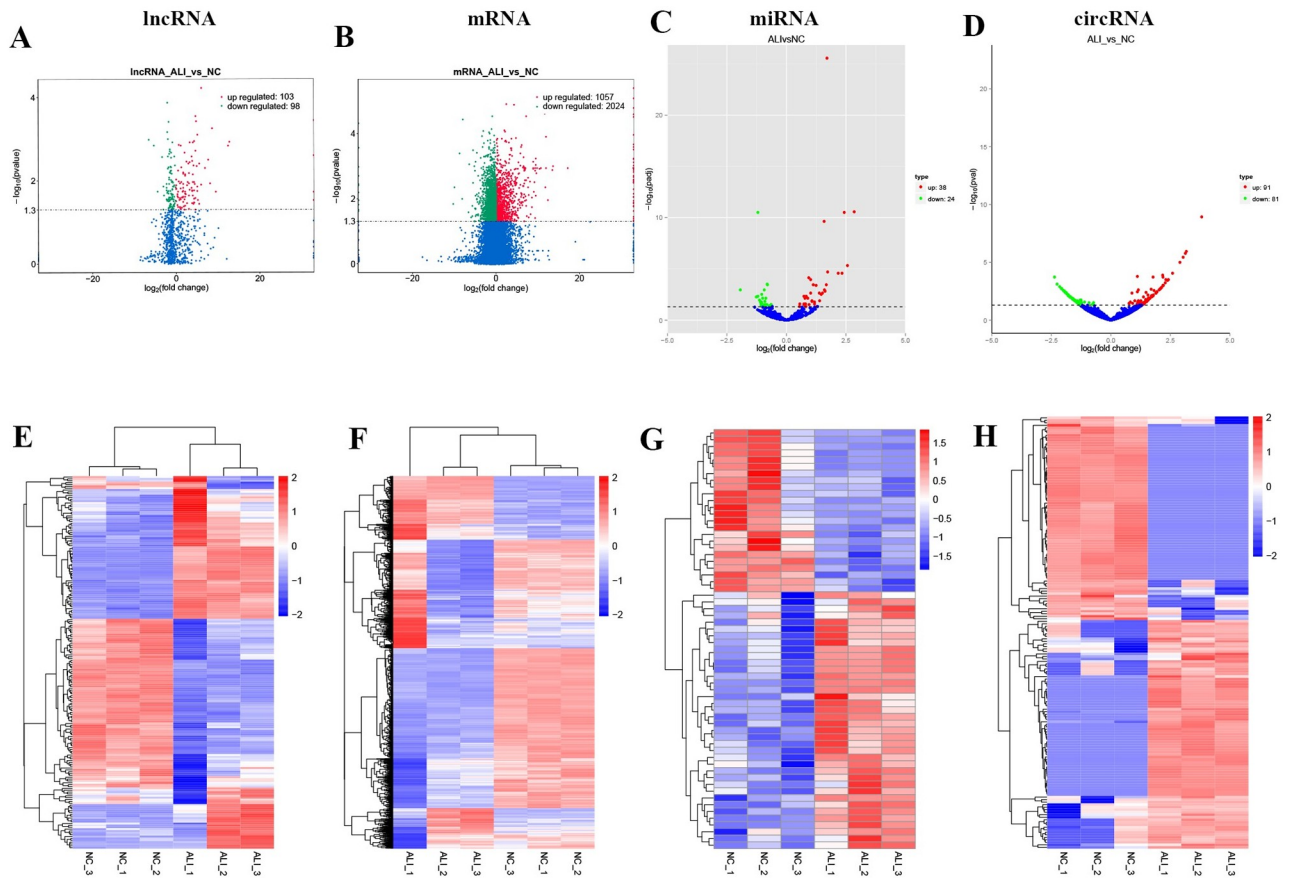 lncRNA
mRNA
miRNA
circRNA
A
lncRNA_ALI_vs_NC
up regulated: 103
down regulated: 98
−log₁₀(pvalue)
4
2
1.3
0
−20
0
20
log₂(fold change)
B
mRNA_ALI_vs_NC
up regulated: 1057
down regulated: 2024
−log₁₀(pvalue)
4
2
1.3
0
−20
0
20
log₂(fold change)
C
ALIvsNC
−log₁₀(padj)
20
10
0
−5.0
−2.5
0.0
2.5
5.0
log₂(fold change)
type
up: 38
down: 24
D
ALI_vs_NC
−log₁₀(pval)
20
15
10
5
0
−5.0
−2.5
0.0
2.5
5.0
log₂(fold change)
type
up: 91
down: 81
E
2
1
0
−1
−2
NC_3
NC_1
NC_2
ALI_1
ALI_2
ALI_3
F
2
1
0
−1
−2
ALI_1
ALI_2
ALI_3
NC_3
NC_1
NC_2
G
1.5
1
0.5
0
−0.5
−1
−1.5
NC_1
NC_2
NC_3
ALI_1
ALI_2
ALI_3
H
2
1
0
−1
−2
NC_1
NC_2
NC_3
ALI_1
ALI_2
ALI_3